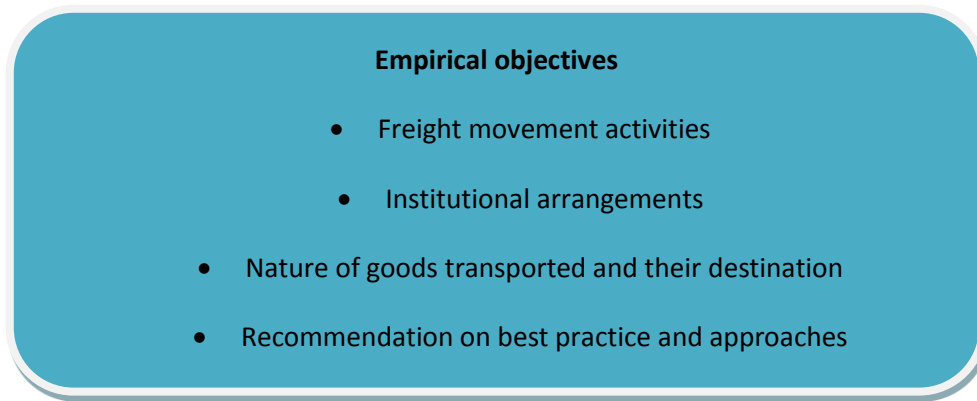 Empirical objectives
• Freight movement activities
• Institutional arrangements
• Nature of goods transported and their destination
• Recommendation on best practice and approaches